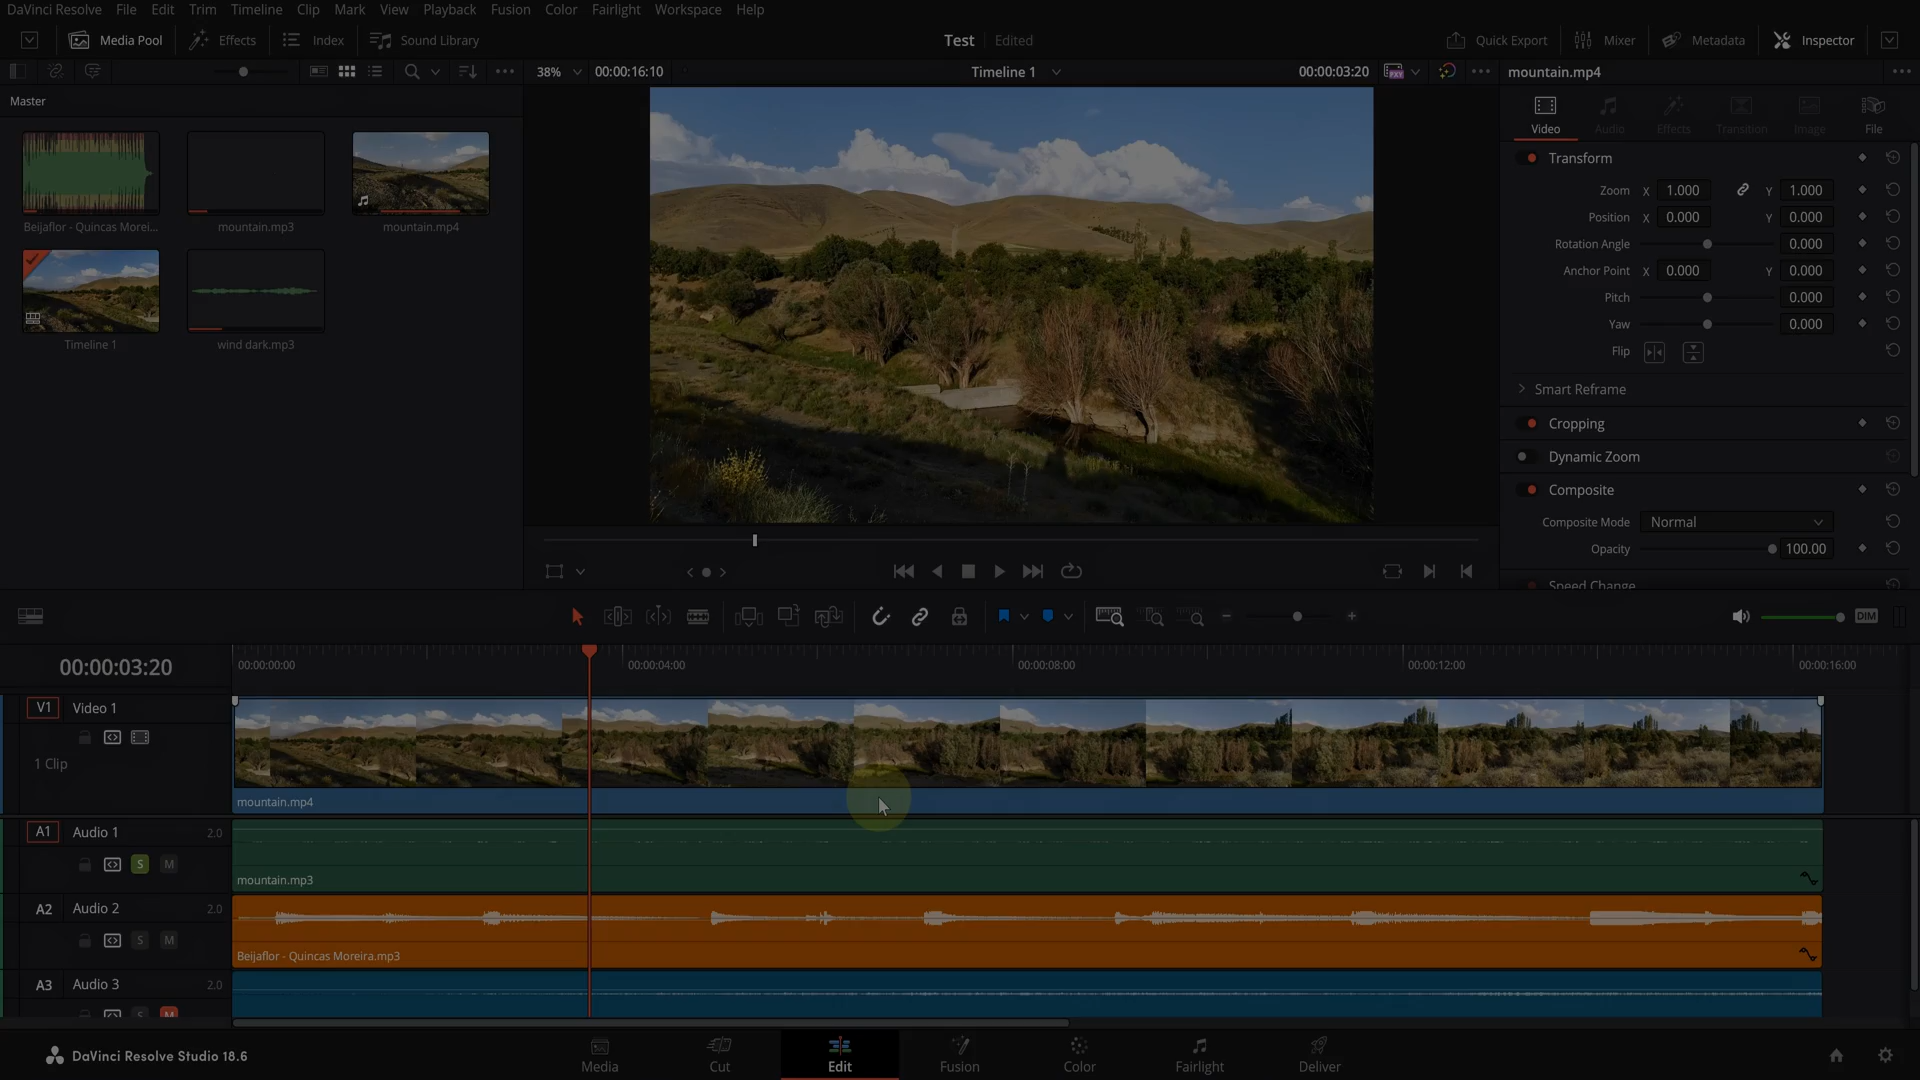 DaVinci Resolve File Edit Trim Timeline Clip Mark View Playback Fusion Color Fairlight Workspace Help
Media Pool Effects Index Sound Library Test Edited Quick Export Mixer Metadata Inspector
38% 00:00:16:10 Timeline 1 00:00:03:20 mountain.mp4
Master
Video Audio Effects Transition Image File
Beijaflor - Quincas Morei... mountain.mp3 mountain.mp4
Timeline 1 wind dark.mp3
Transform
Zoom X 1.000 Y 1.000
Position X 0.000 Y 0.000
Rotation Angle 0.000
Anchor Point X 0.000 Y 0.000
Pitch 0.000
Yaw 0.000
Flip
Smart Reframe
Cropping
Dynamic Zoom
Composite
Composite Mode Normal
Opacity 100.00
Speed Change
DIM
00:00:03:20 00:00:00:00 00:00:04:00 00:00:08:00 00:00:12:00 00:00:16:00
V1 Video 1
1 Clip
mountain.mp4
A1 Audio 1 2.0
S M
mountain.mp3
A2 Audio 2 2.0
S M
Beijaflor - Quincas Moreira.mp3
A3 Audio 3 2.0
S M
DaVinci Resolve Studio 18.6 Media Cut Edit Fusion Color Fairlight Deliver